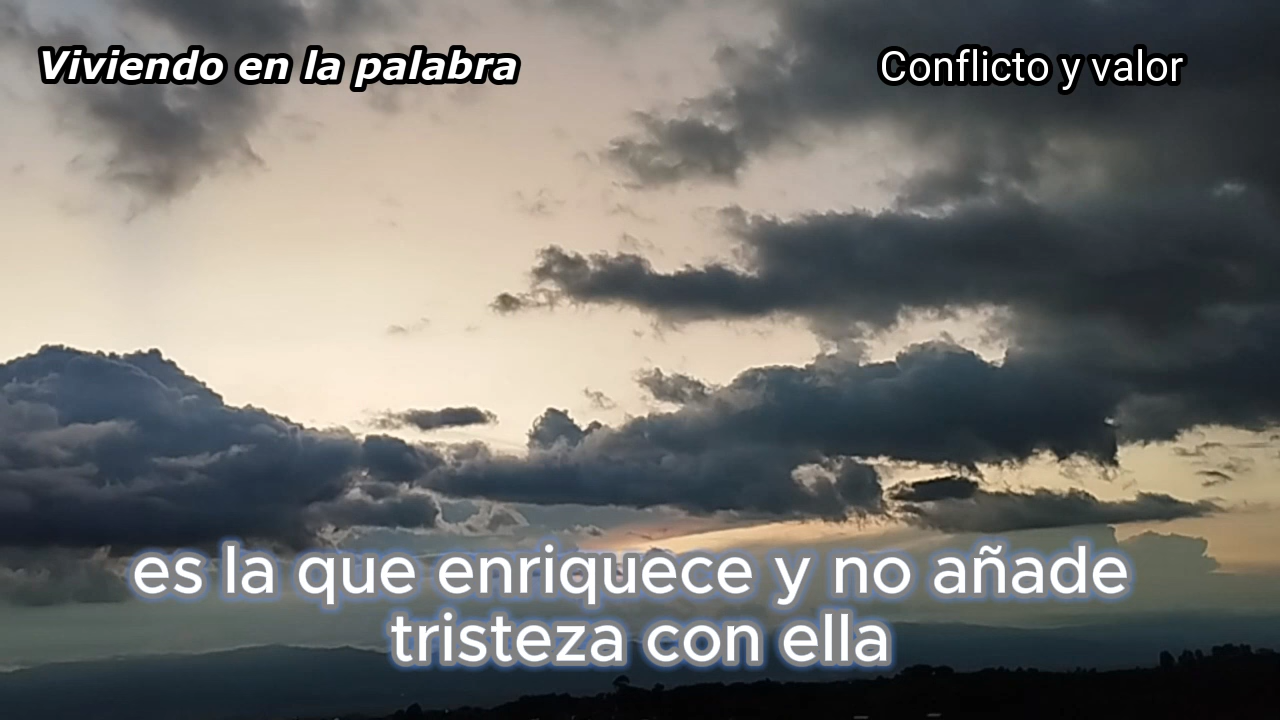 Viviendo en la palabra
Conflicto y valor
es la que enriquece y no añade
tristeza con ella